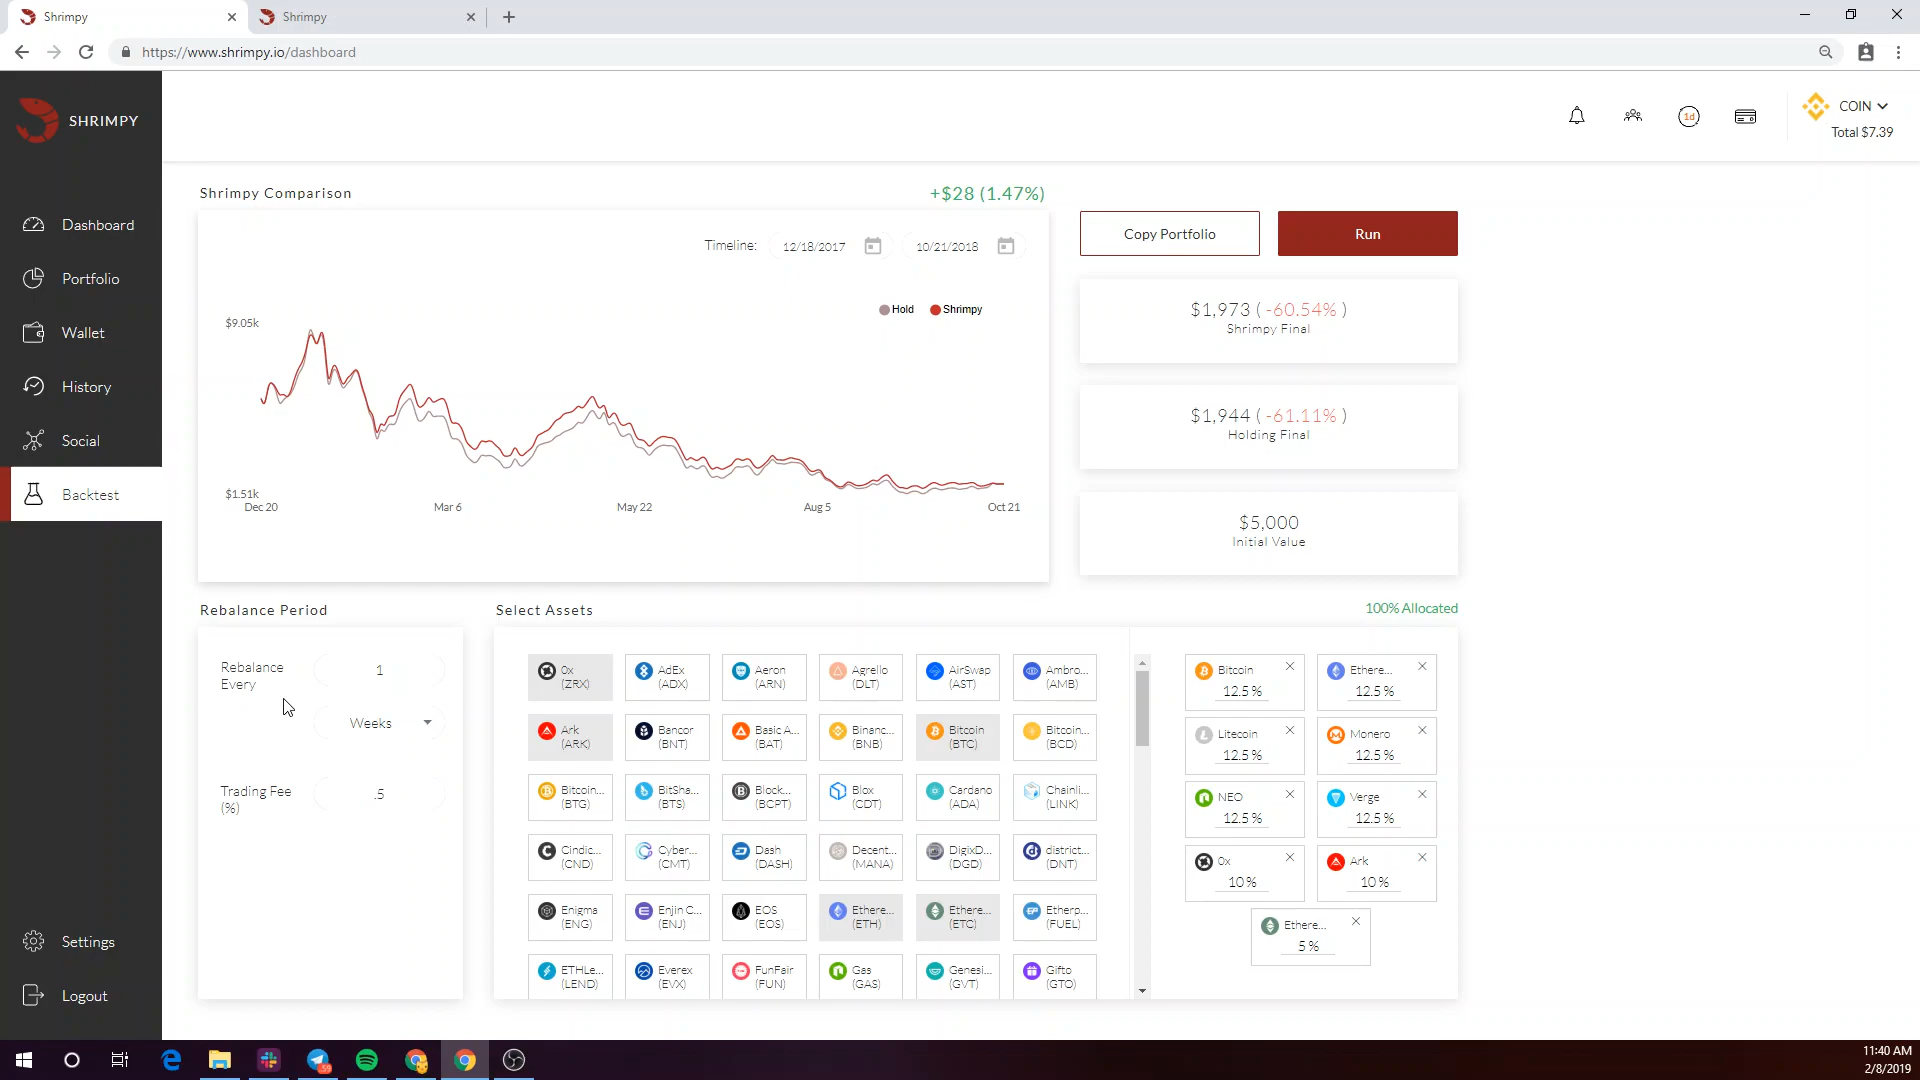 Shrimpy
Shrimpy
https://www.shrimpy.io/dashboard
SHRIMPY
1d
COIN
Total $7.39
Dashboard
Portfolio
Wallet
History
Social
Backtest
Settings
Logout
Shrimpy Comparison
+$28 (1.47%)
Timeline:
12/18/2017
10/21/2018
Hold
Shrimpy
$9.05k
$1.51k
Dec 20
Mar 6
May 22
Aug 5
Oct 21
Copy Portfolio
Run
$1,973 ( -60.54% )
Shrimpy Final
$1,944 ( -61.11% )
Holding Final
$5,000
Initial Value
Rebalance Period
Rebalance
Every
1
Weeks
Trading Fee
(%)
.5
Select Assets
100% Allocated
0x
(ZRX)
AdEx
(ADX)
Aeron
(ARN)
Agrello
(DLT)
AirSwap
(AST)
Ambro...
(AMB)
Ark
(ARK)
Bancor
(BNT)
Basic A...
(BAT)
Binanc...
(BNB)
Bitcoin
(BTC)
Bitcoin...
(BCD)
Bitcoin...
(BTG)
BitSha...
(BTS)
Block...
(BCPT)
Blox
(CDT)
Cardano
(ADA)
Chainli...
(LINK)
Cindic...
(CND)
Cyber...
(CMT)
Dash
(DASH)
Decent...
(MANA)
DigixD...
(DGD)
district...
(DNT)
Enigma
(ENG)
Enjin C...
(ENJ)
EOS
(EOS)
Ethere...
(ETH)
Ethere...
(ETC)
Etherp...
(FUEL)
ETHLe...
(LEND)
Everex
(EVX)
FunFair
(FUN)
Gas
(GAS)
Genesi...
(GVT)
Gifto
(GTO)
Bitcoin
12.5 %
Ethere...
12.5 %
Litecoin
12.5 %
Monero
12.5 %
NEO
12.5 %
Verge
12.5 %
0x
10 %
Ark
10 %
Ethere...
5 %
11:40 AM
2/8/2019